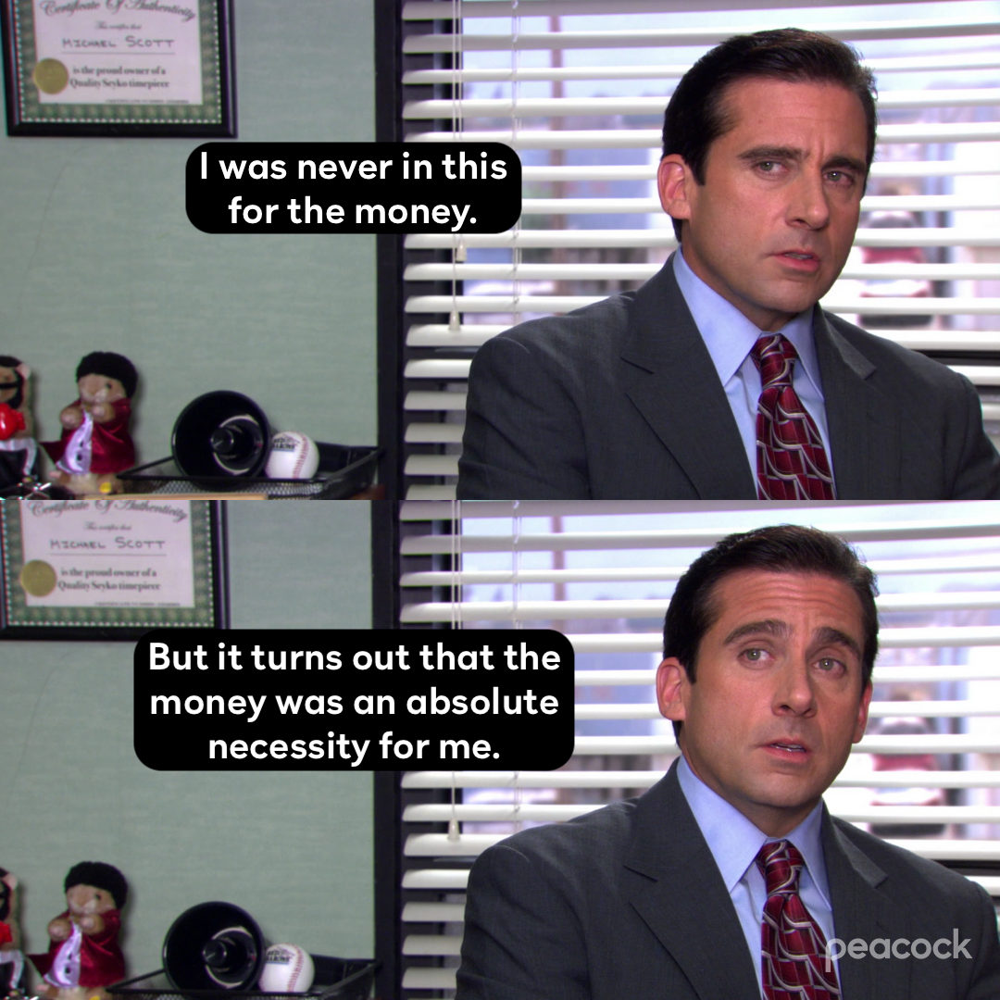 Certificate Of Authenticity
This certifies that
MICHAEL SCOTT
is the proud owner of a
Quality Seyko timepiece
I was never in this
for the money.
Certificate Of Authenticity
This certifies that
MICHAEL SCOTT
is the proud owner of a
Quality Seyko timepiece
But it turns out that the
money was an absolute
necessity for me.
peacock